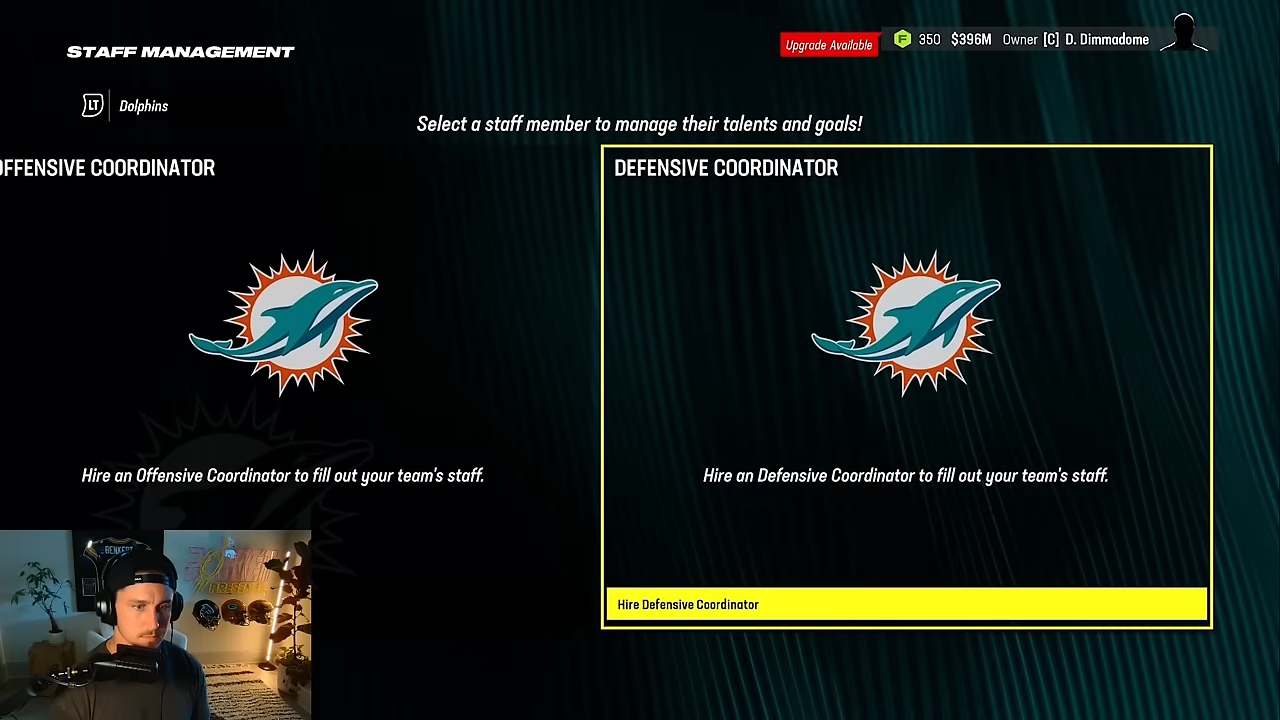 STAFF MANAGEMENT
Upgrade Available
350 $396M Owner [C] D. Dimmadome
LT Dolphins
Select a staff member to manage their talents and goals!
OFFENSIVE COORDINATOR
DEFENSIVE COORDINATOR
Hire an Offensive Coordinator to fill out your team's staff.
Hire an Defensive Coordinator to fill out your team's staff.
Hire Defensive Coordinator
BENKERT